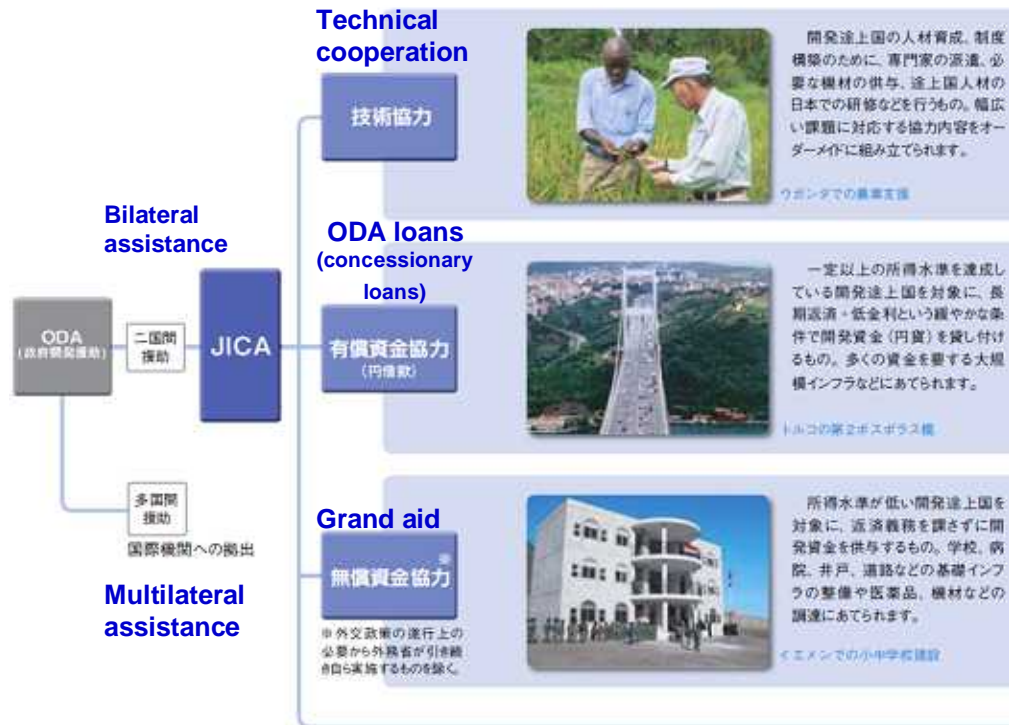 Technical
cooperation
技術協力
開発途上国の人材育成、制度
構築のために、専門家の派遣、必
要な機材の供与、途上国人材の
日本での研修などを行うもの。幅広
い課題に対応する協力内容をオー
ダーメイドに組み立てられます。
ウガンダでの農業支援
Bilateral
assistance
ODA loans
(concessionary
loans)
ODA
(政府開発援助)
二国間
援助
JICA
有償資金協力
(円借款)
一定以上の所得水準を達成し
ている開発途上国を対象に、長
期返済・低金利という緩やかな条
件で開発資金(円貨)を貸し付け
るもの。多くの資金を要する大規
模インフラなどにあてられます。
トルコの第2ボスポラス橋
多国間
援助
国際機関への拠出
Multilateral
assistance
Grand aid
無償資金協力※
※外交政策の遂行上の
必要から外務省が引き続
き自ら実施するものを除く。
所得水準が低い開発途上国を
対象に、返済義務を課さずに開
発資金を供与するもの。学校、病
院、井戸、道路などの基礎インフ
ラの整備や医薬品、機材などの
調達にあてられます。
イエメンでの小中学校建設